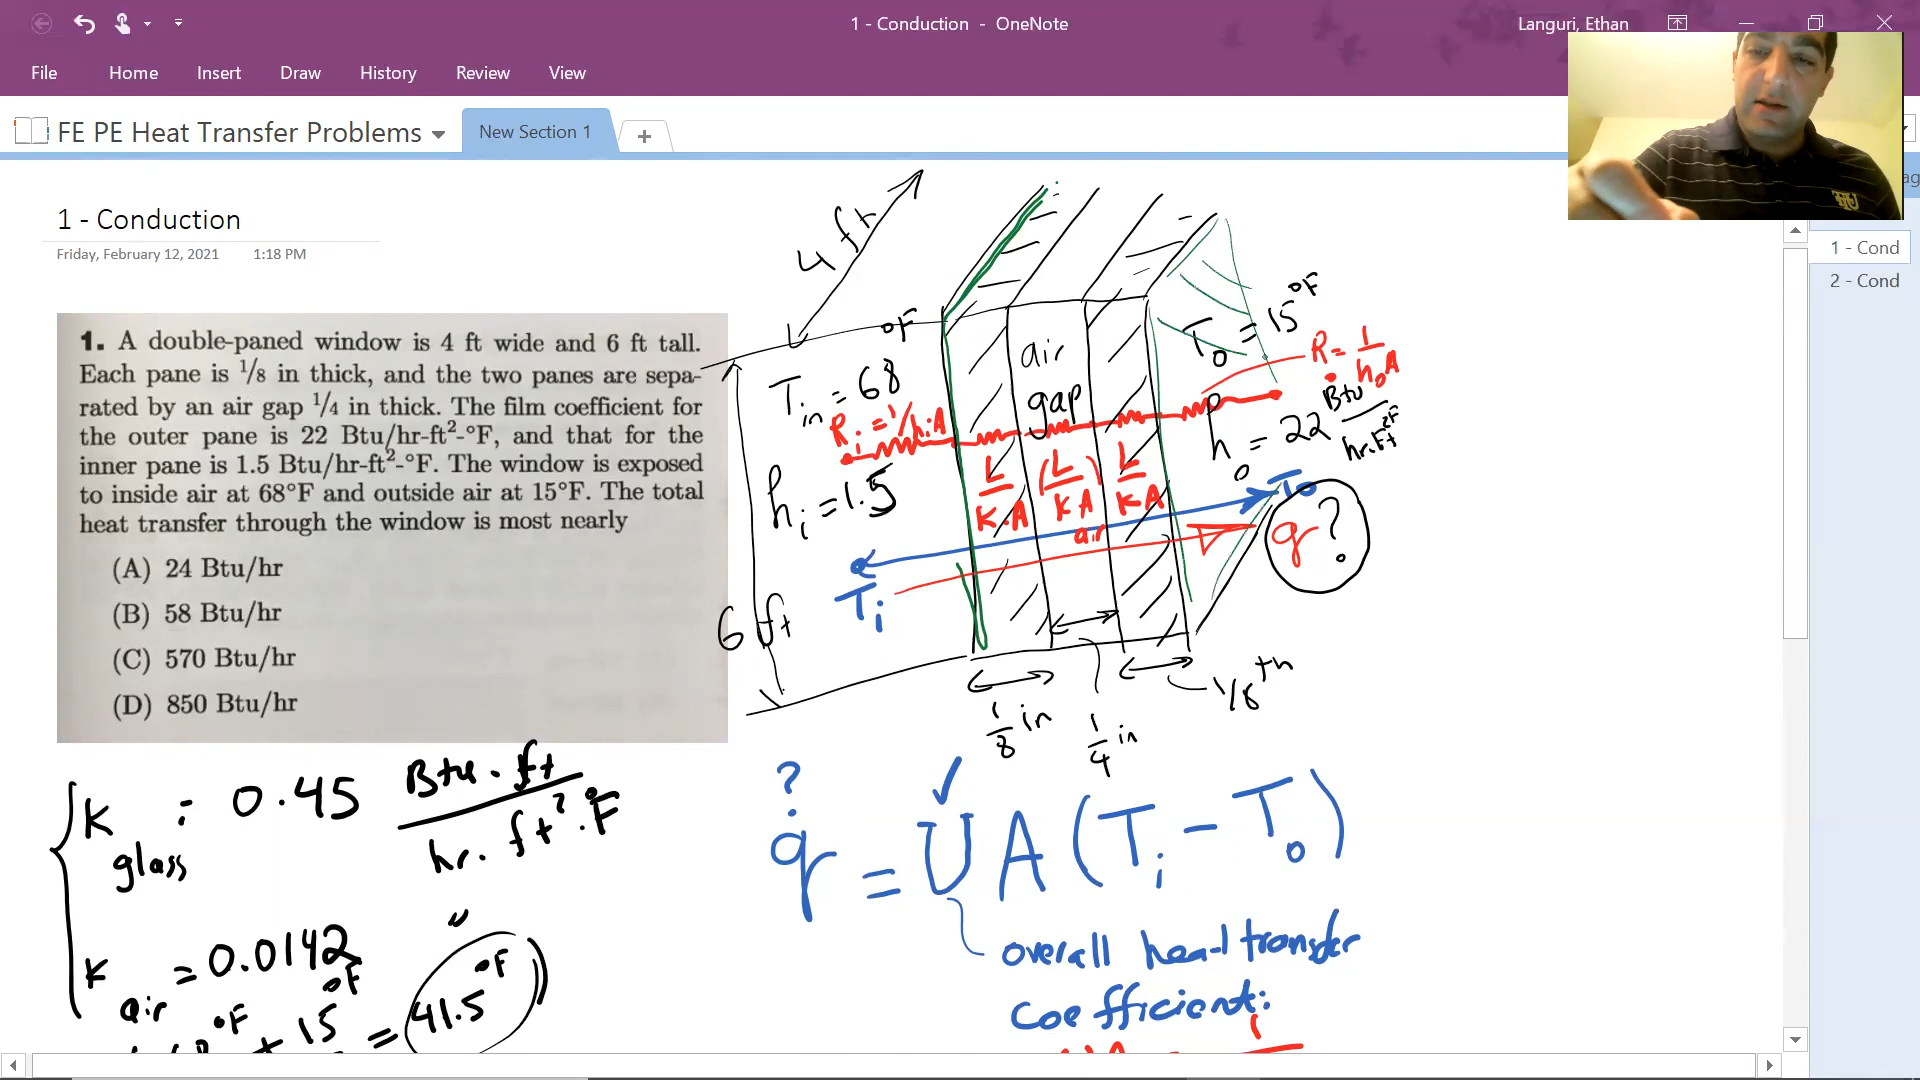 1 - Conduction - OneNote
Languri, Ethan
File Home Insert Draw History Review View
FE PE Heat Transfer Problems
New Section 1
+
1 - Conduction
Friday, February 12, 2021 1:18 PM
1 - Cond
2 - Cond
1. A double-paned window is 4 ft wide and 6 ft tall.
Each pane is 1/8 in thick, and the two panes are sepa-
rated by an air gap 1/4 in thick. The film coefficient for
the outer pane is 22 Btu/hr-ft²-°F, and that for the
inner pane is 1.5 Btu/hr-ft²-°F. The window is exposed
to inside air at 68°F and outside air at 15°F. The total
heat transfer through the window is most nearly
(A) 24 Btu/hr
(B) 58 Btu/hr
(C) 570 Btu/hr
(D) 850 Btu/hr
4 ft
T in = 68 °F
Ri = 1/hiA
hi = 1.5
air
gap
To = 15 °F
R = 1/hoA
ho = 22 Btu/hr.Ft²°F
L/K.A
(L/KA) air
L/KA
To
Ti
q?
6 ft
1/8 in
1/4 in
1/8 th
K glass : 0.45 Btu.ft/hr.ft².°F
K air = 0.0142
°F + 15 °F = 41.5 °F
?
q = UA(Ti - To)
overall heat transfer
coefficient: